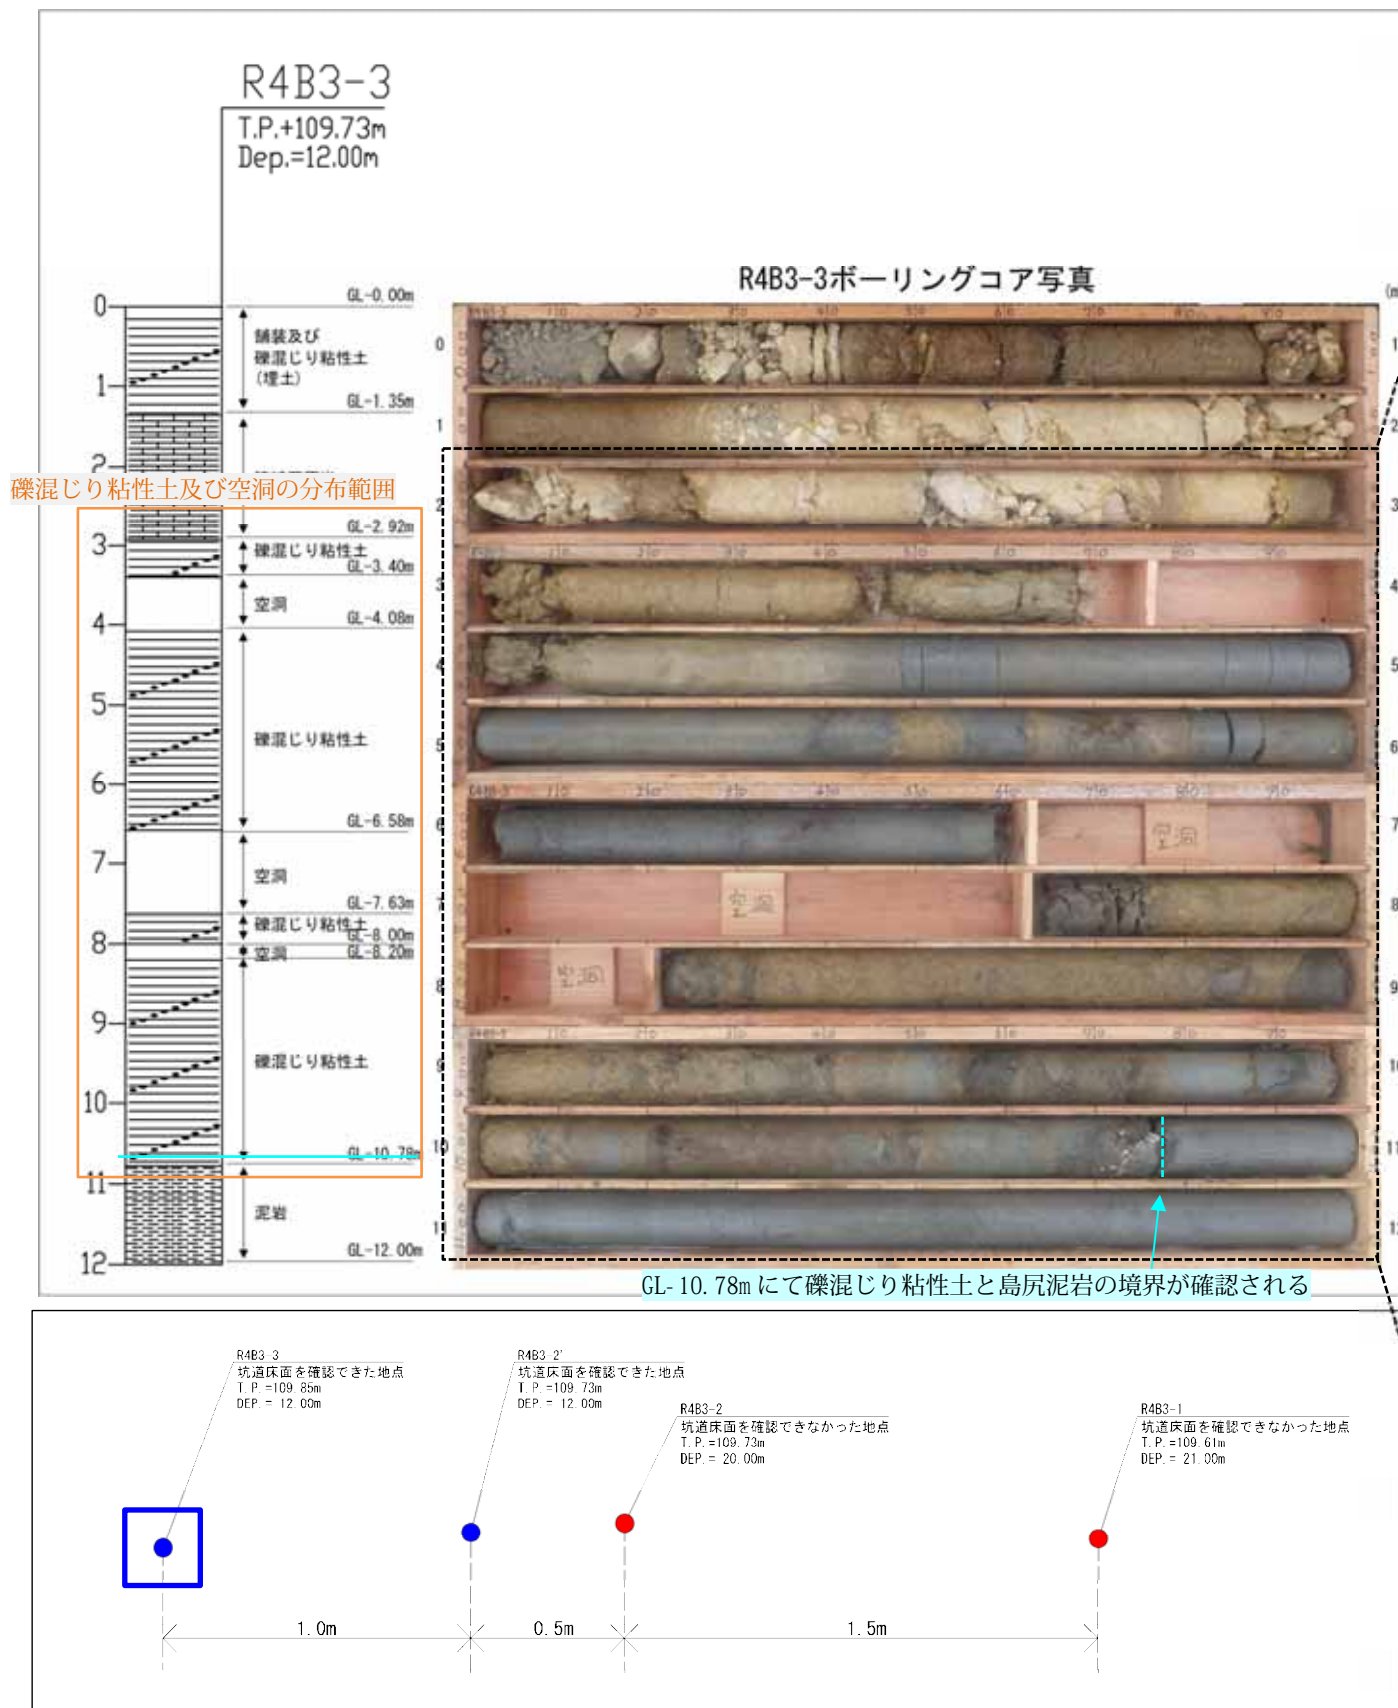 R4B3-3
T.P.+109.73m
Dep.=12.00m
R4B3-3ボーリングコア写真
0
1
2
3
4
5
6
7
8
9
10
11
12
GL-0.00m
舗装及び
礫混じり粘性土
(埋土)
GL-1.35m
礫混じり粘性土及び空洞の分布範囲
GL-2.92m
礫混じり粘性土
GL-3.40m
空洞
GL-4.08m
礫混じり粘性土
GL-6.58m
空洞
GL-7.63m
礫混じり粘性土
GL-8.00m
空洞
GL-8.20m
礫混じり粘性土
GL-10.78m
泥岩
GL-12.00m
0
1
2
3
4
5
6
7
8
9
10
11
空洞
空洞
空洞
GL-10.78mにて礫混じり粘性土と島尻泥岩の境界が確認される
R4B3-3
坑道床面を確認できた地点
T.P.=109.85m
DEP.= 12.00m
R4B3-2'
坑道床面を確認できた地点
T.P.=109.73m
DEP.= 12.00m
R4B3-2
坑道床面を確認できなかった地点
T.P.=109.73m
DEP.= 20.00m
R4B3-1
坑道床面を確認できなかった地点
T.P.=109.61m
DEP.= 21.00m
1.0m
0.5m
1.5m